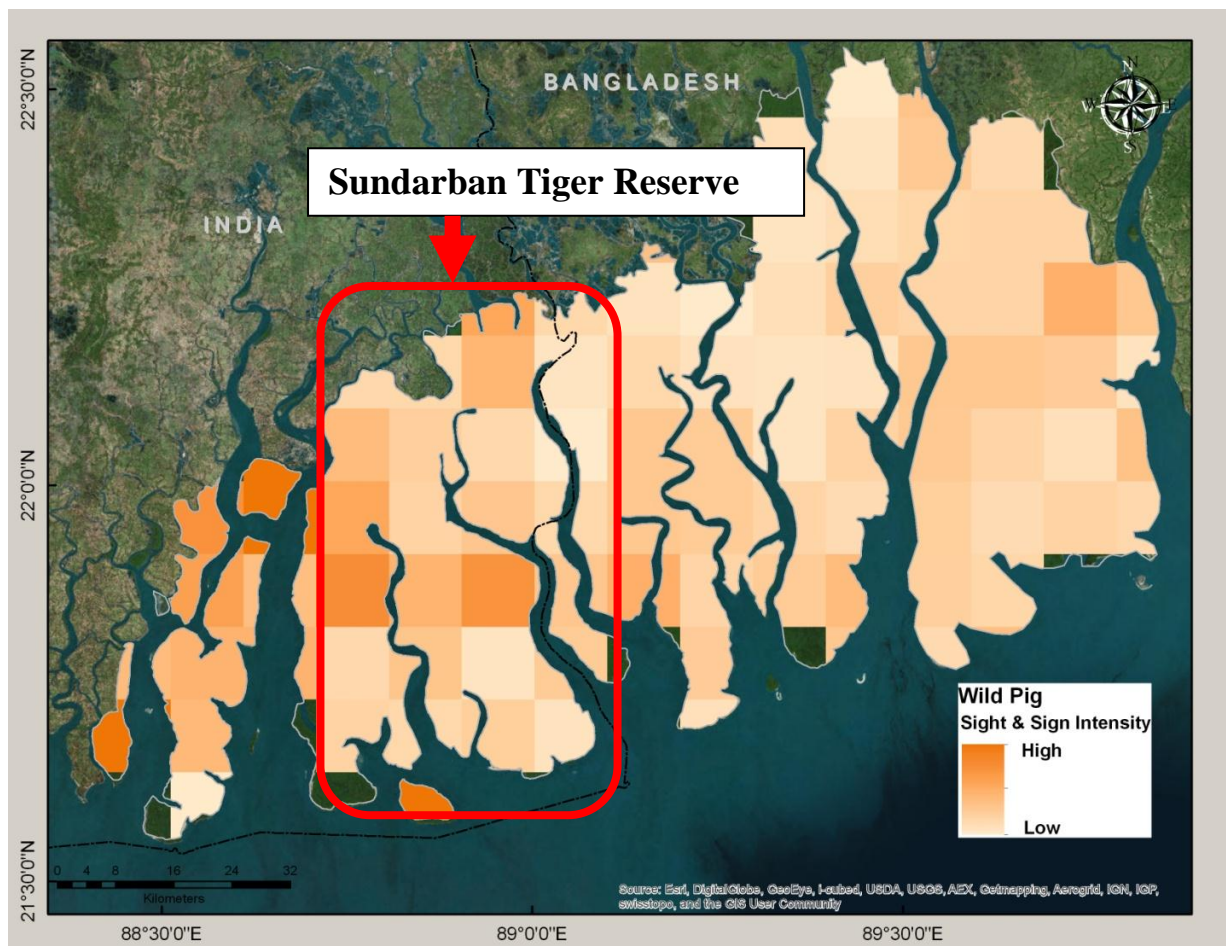 BANGLADESH
N
N
W E
S
Sundarban Tiger Reserve
INDIA
22°30'0"N
22°0'0"N
21°30'0"N
Wild Pig
Sight & Sign Intensity
High
Low
0 4 8 16 24 32
Kilometers
Source: Esri, DigitalGlobe, GeoEye, i-cubed, USDA, USGS, AEX, Getmapping, Aerogrid, IGN, IGP,
swisstopo, and the GIS User Community
88°30'0"E
89°0'0"E
89°30'0"E